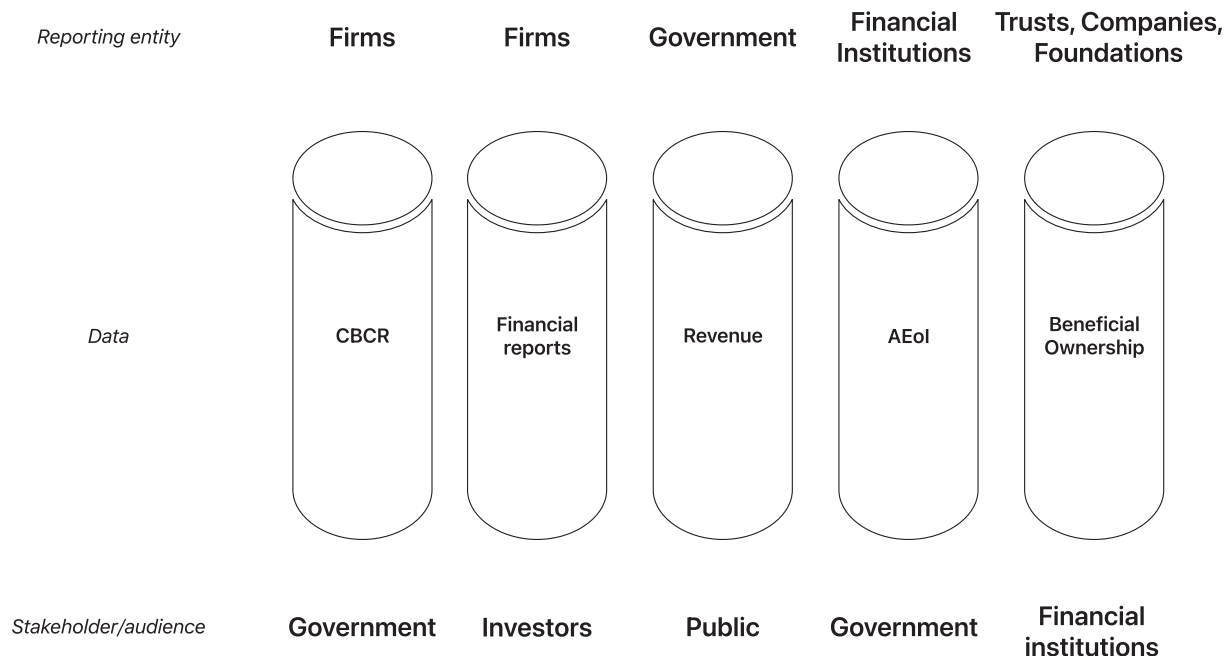 Reporting entity
Firms
Firms
Government
Financial
Institutions
Trusts, Companies,
Foundations
Data
CBCR
Financial
reports
Revenue
AEoI
Beneficial
Ownership
Stakeholder/audience
Government
Investors
Public
Government
Financial
institutions